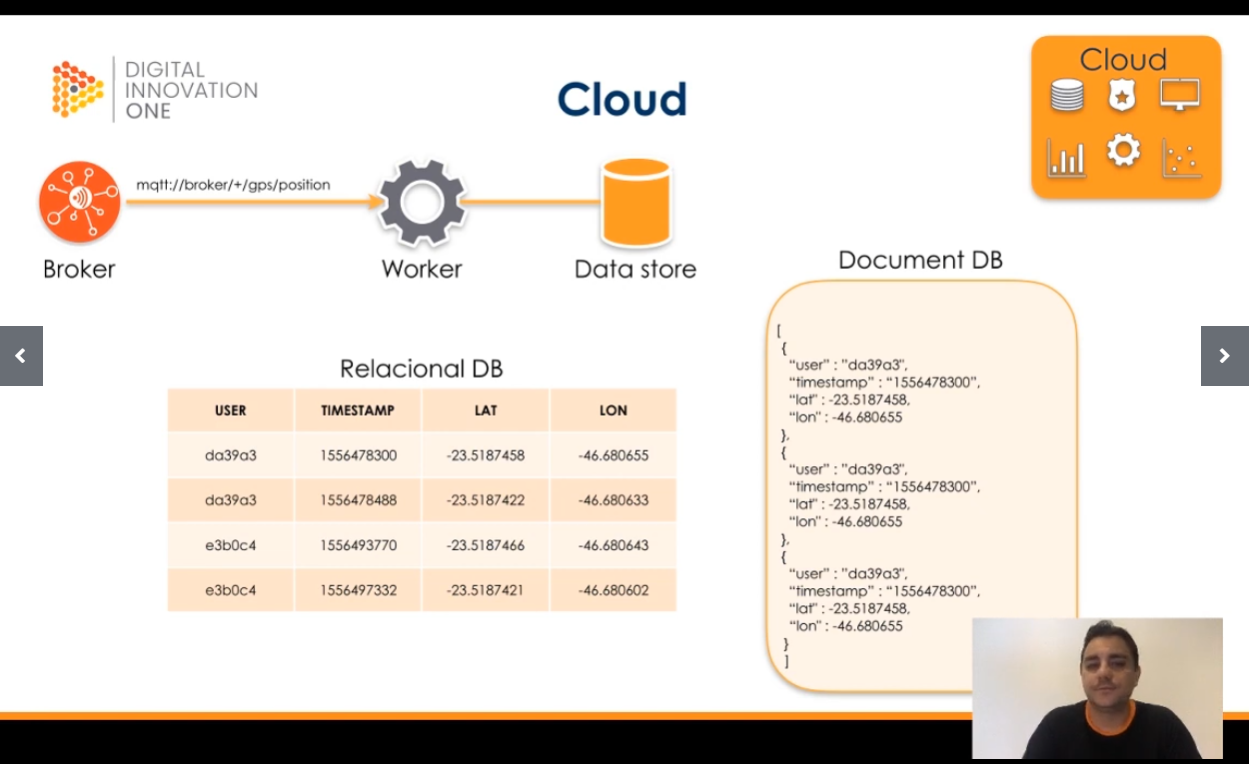 DIGITAL
INNOVATION
ONE
Cloud
Cloud
mqtt://broker/+/gps/position
Broker
Worker
Data store
Relacional DB
USER TIMESTAMP LAT LON
da39a3 1556478300 -23.5187458 -46.680655
da39a3 1556478488 -23.5187422 -46.680633
e3b0c4 1556493770 -23.5187466 -46.680643
e3b0c4 1556497332 -23.5187421 -46.680602
Document DB
[
{
"user" : "da39a3",
"timestamp" : "1556478300",
"lat" : -23.5187458,
"lon" : -46.680655
},
{
"user" : "da39a3",
"timestamp" : "1556478300",
"lat" : -23.5187458,
"lon" : -46.680655
},
{
"user" : "da39a3",
"timestamp" : "1556478300",
"lat" : -23.5187458,
"lon" : -46.680655
}
]